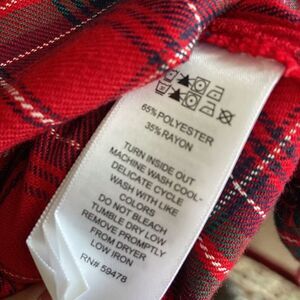 65% POLYESTER
35% RAYON
TURN INSIDE OUT
MACHINE WASH COOL
DELICATE CYCLE
WASH WITH LIKE
COLORS
DO NOT BLEACH
TUMBLE DRY LOW
REMOVE PROMPTLY
FROM DRYER
LOW IRON
RN# 59478